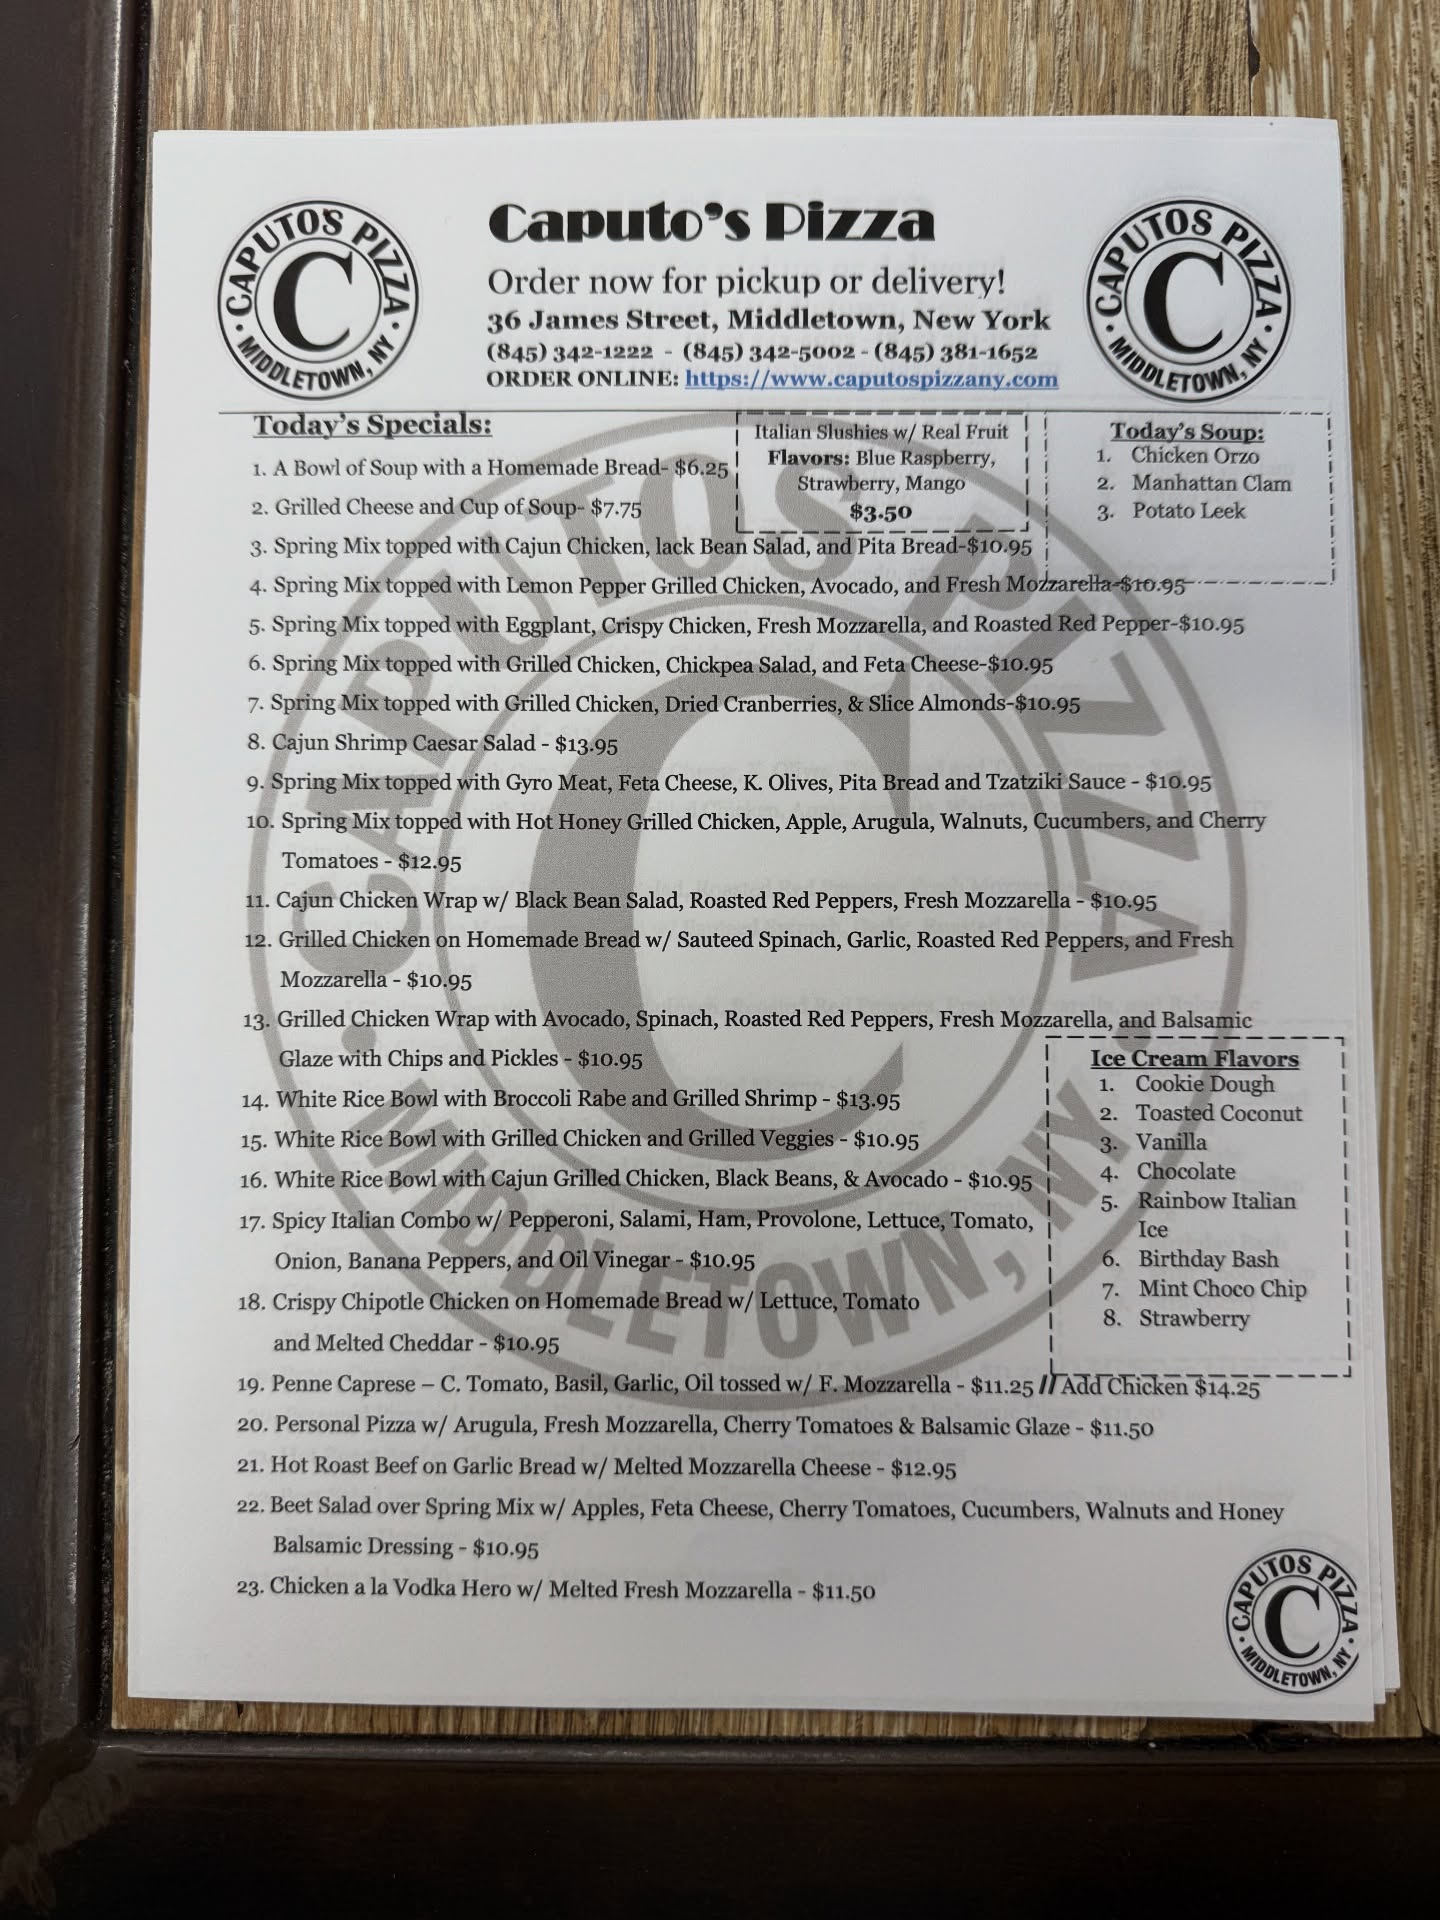 CAPUTOS PIZZA
C
MIDDLETOWN, NY
Caputo's Pizza
Order now for pickup or delivery!
36 James Street, Middletown, New York
(845) 342-1222 - (845) 342-5002 - (845) 381-1652
ORDER ONLINE: https://www.caputospizzany.com
CAPUTOS PIZZA
C
MIDDLETOWN, NY
Today's Specials:
1. A Bowl of Soup with a Homemade Bread- $6.25
2. Grilled Cheese and Cup of Soup- $7.75
Italian Slushies w/ Real Fruit
Flavors: Blue Raspberry,
Strawberry, Mango
$3.50
Today's Soup:
1. Chicken Orzo
2. Manhattan Clam
3. Potato Leek
3. Spring Mix topped with Cajun Chicken, lack Bean Salad, and Pita Bread-$10.95
4. Spring Mix topped with Lemon Pepper Grilled Chicken, Avocado, and Fresh Mozzarella-$10.95
5. Spring Mix topped with Eggplant, Crispy Chicken, Fresh Mozzarella, and Roasted Red Pepper-$10.95
6. Spring Mix topped with Grilled Chicken, Chickpea Salad, and Feta Cheese-$10.95
7. Spring Mix topped with Grilled Chicken, Dried Cranberries, & Slice Almonds-$10.95
8. Cajun Shrimp Caesar Salad - $13.95
9. Spring Mix topped with Gyro Meat, Feta Cheese, K. Olives, Pita Bread and Tzatziki Sauce - $10.95
10. Spring Mix topped with Hot Honey Grilled Chicken, Apple, Arugula, Walnuts, Cucumbers, and Cherry
Tomatoes - $12.95
11. Cajun Chicken Wrap w/ Black Bean Salad, Roasted Red Peppers, Fresh Mozzarella - $10.95
12. Grilled Chicken on Homemade Bread w/ Sauteed Spinach, Garlic, Roasted Red Peppers, and Fresh
Mozzarella - $10.95
13. Grilled Chicken Wrap with Avocado, Spinach, Roasted Red Peppers, Fresh Mozzarella, and Balsamic
Glaze with Chips and Pickles - $10.95
14. White Rice Bowl with Broccoli Rabe and Grilled Shrimp - $13.95
15. White Rice Bowl with Grilled Chicken and Grilled Veggies - $10.95
16. White Rice Bowl with Cajun Grilled Chicken, Black Beans, & Avocado - $10.95
17. Spicy Italian Combo w/ Pepperoni, Salami, Ham, Provolone, Lettuce, Tomato,
Onion, Banana Peppers, and Oil Vinegar - $10.95
18. Crispy Chipotle Chicken on Homemade Bread w/ Lettuce, Tomato
and Melted Cheddar - $10.95
Ice Cream Flavors
1. Cookie Dough
2. Toasted Coconut
3. Vanilla
4. Chocolate
5. Rainbow Italian
Ice
6. Birthday Bash
7. Mint Choco Chip
8. Strawberry
19. Penne Caprese – C. Tomato, Basil, Garlic, Oil tossed w/ F. Mozzarella - $11.25 // Add Chicken $14.25
20. Personal Pizza w/ Arugula, Fresh Mozzarella, Cherry Tomatoes & Balsamic Glaze - $11.50
21. Hot Roast Beef on Garlic Bread w/ Melted Mozzarella Cheese - $12.95
22. Beet Salad over Spring Mix w/ Apples, Feta Cheese, Cherry Tomatoes, Cucumbers, Walnuts and Honey
Balsamic Dressing - $10.95
23. Chicken a la Vodka Hero w/ Melted Fresh Mozzarella - $11.50
CAPUTOS PIZZA
C
MIDDLETOWN, NY
CAPUTOS PIZZA
C
MIDDLETOWN, NY